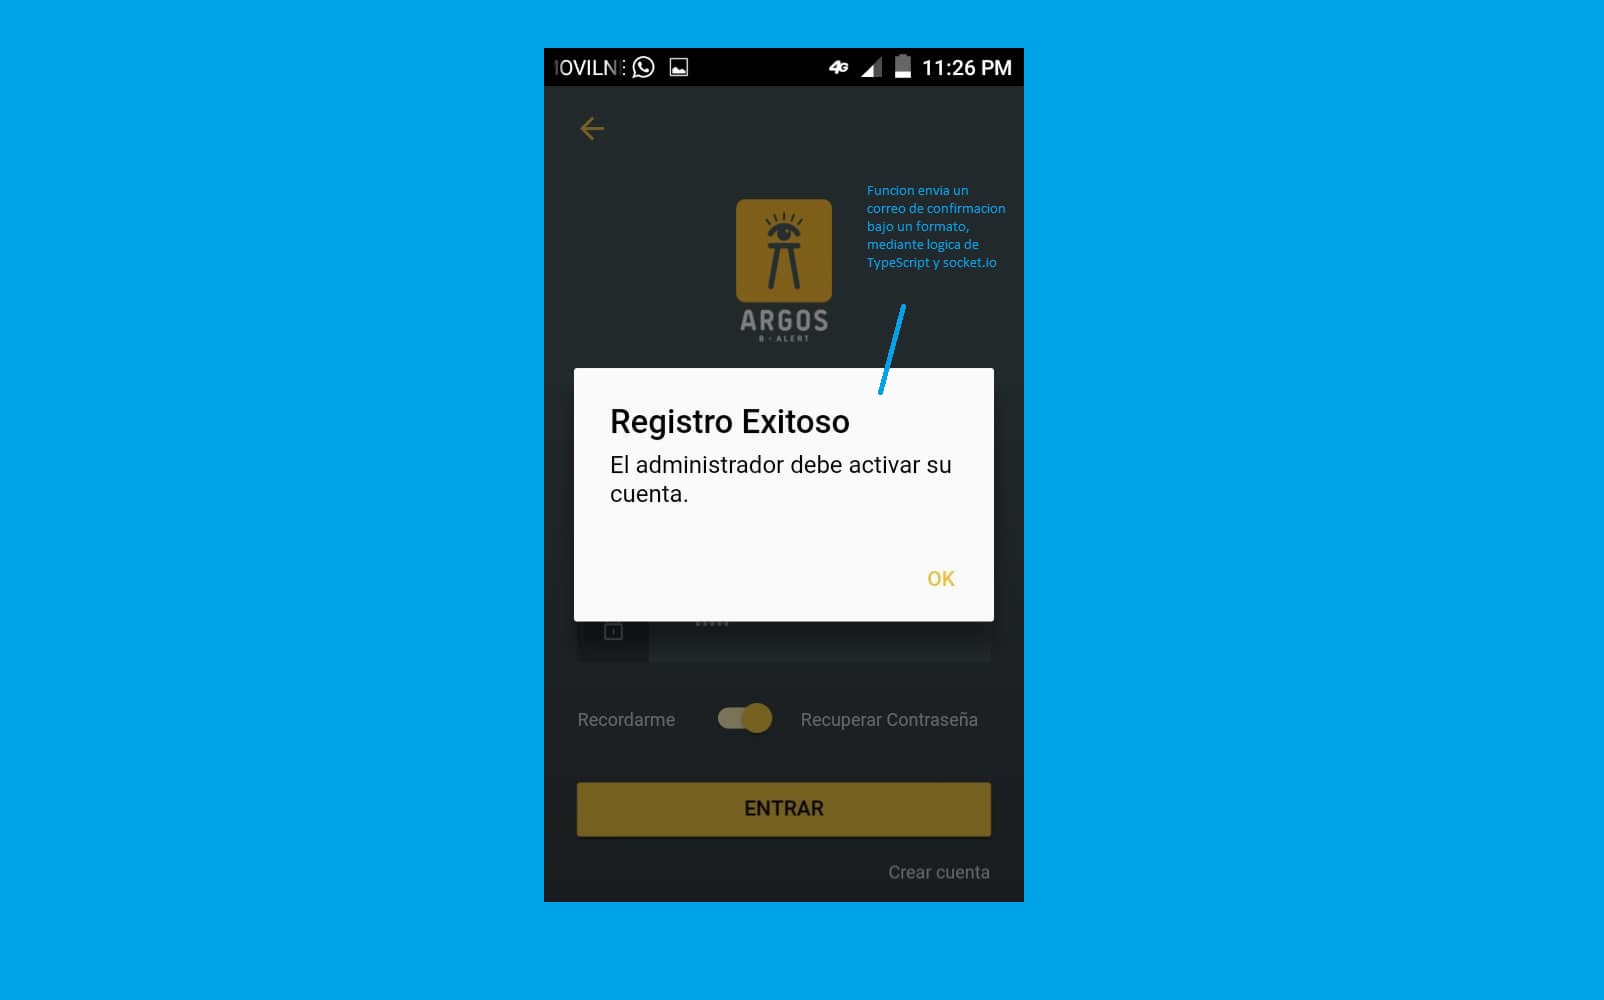 OVILN
4G
11:26 PM
Funcion envia un
correo de confirmacion
bajo un formato,
mediante logica de
TypeScript y socket.io
ARGOS
B - ALERT
Registro Exitoso
El administrador debe activar su
cuenta.
OK
Recordarme
Recuperar Contraseña
ENTRAR
Crear cuenta